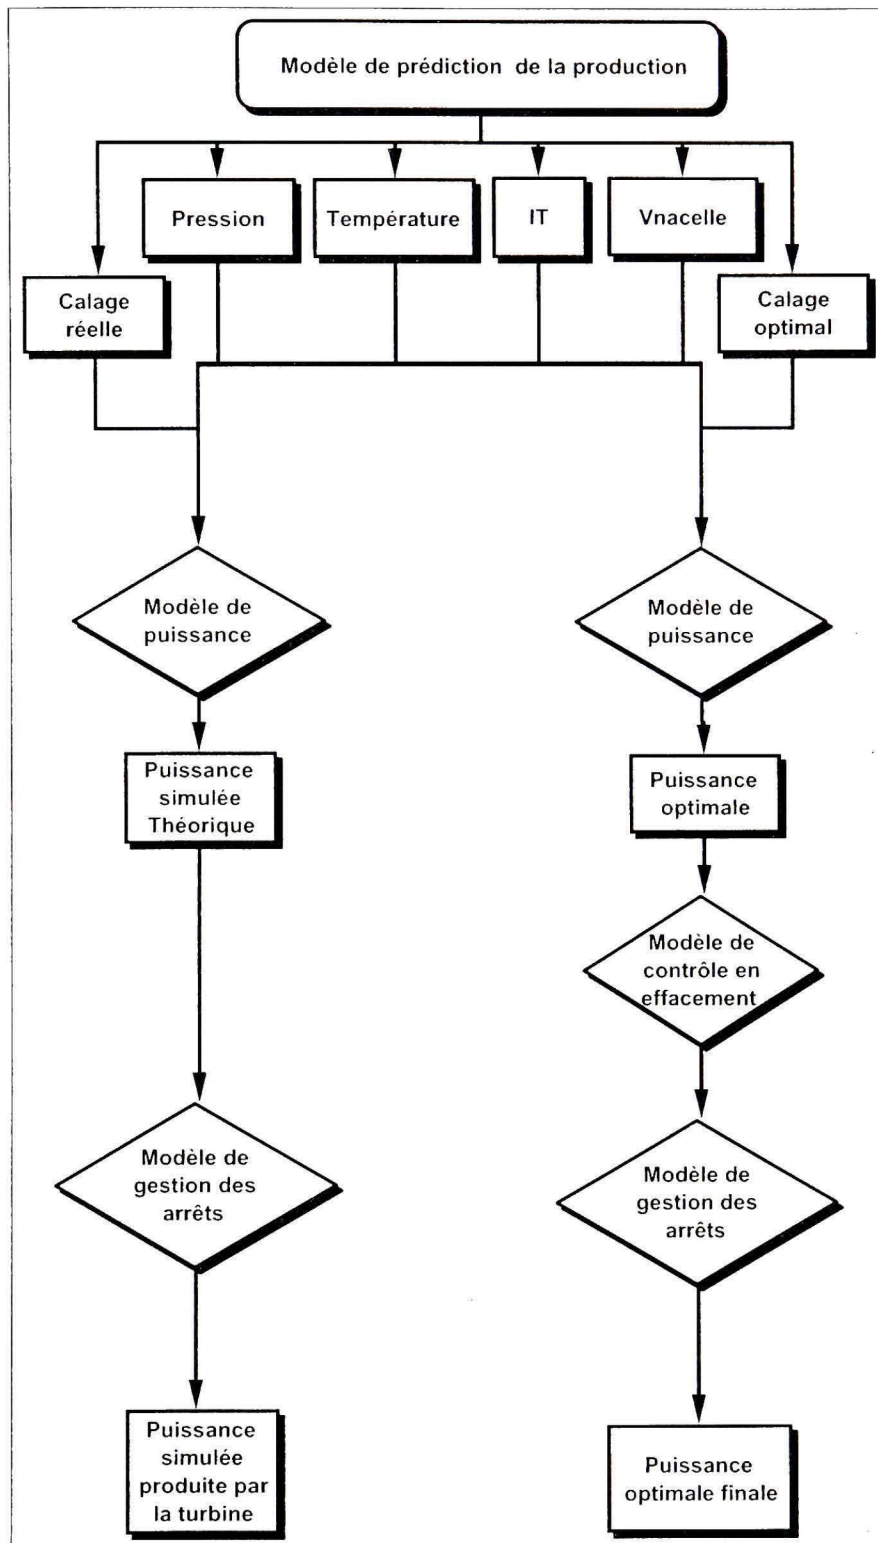 Modèle de prédiction de la production
Pression
Température
IT
Vnacelle
Calage
réelle
Calage
optimal
Modèle de
puissance
Modèle de
puissance
Puissance
simulée
Théorique
Puissance
optimale
Modèle de
contrôle en
effacement
Modèle de
gestion des
arrêts
Modèle de
gestion des
arrêts
Puissance
simulée
produite par
la turbine
Puissance
optimale finale